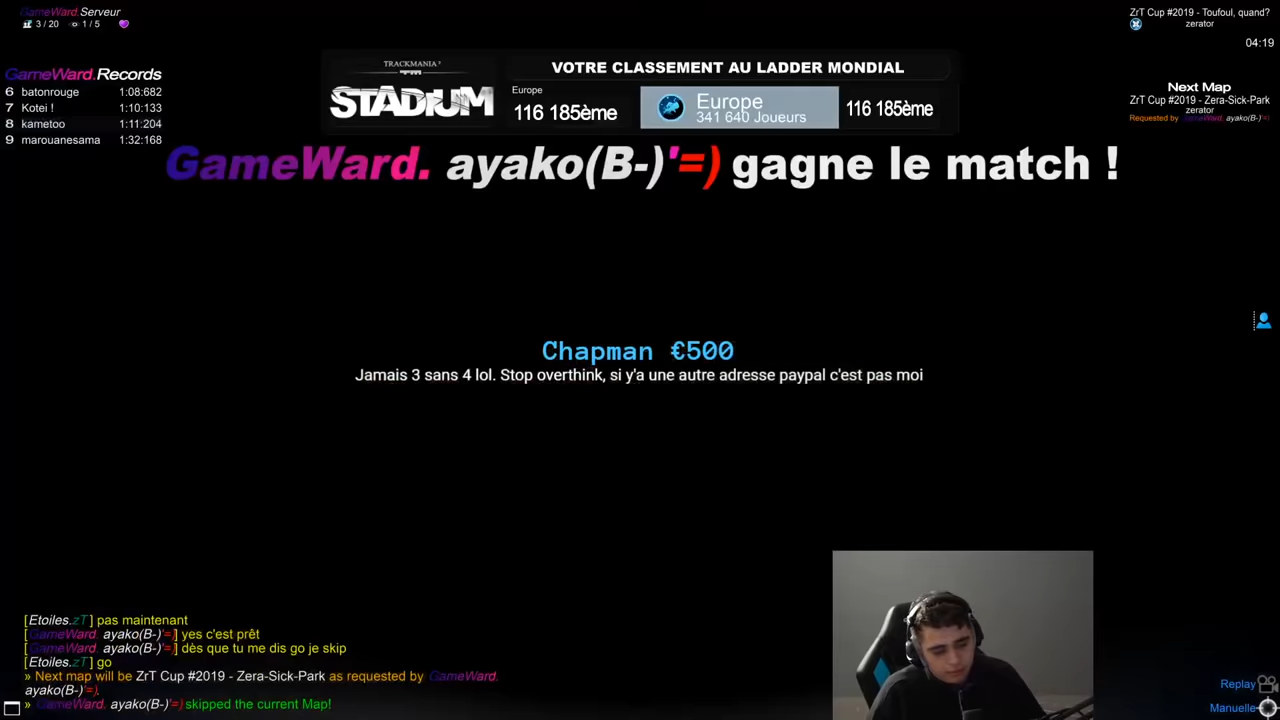 GameWard.Serveur
3 / 20 1 / 5
GameWard.Records
6 batonrouge 1:08:682
7 Kotei ! 1:10:133
8 kametoo 1:11:204
9 marouanesama 1:32:168
TRACKMANIA²
STADIUM
VOTRE CLASSEMENT AU LADDER MONDIAL
Europe
116 185ème
Europe
341 640 Joueurs
116 185ème
ZrT Cup #2019 - Toufoul, quand?
zerator
04:19
Next Map
ZrT Cup #2019 - Zera-Sick-Park
zerator
Requested by GameWard. ayako(B-)'=)
GameWard. ayako(B-)'=) gagne le match !
Chapman €500
Jamais 3 sans 4 lol. Stop overthink, si y'a une autre adresse paypal c'est pas moi
[Etoiles.zT] pas maintenant
[GameWard. ayako(B-)'=)] yes c'est prêt
[GameWard. ayako(B-)'=)] dès que tu me dis go je skip
[Etoiles.zT] go
» Next map will be ZrT Cup #2019 - Zera-Sick-Park as requested by GameWard.
ayako(B-)'=).
» GameWard. ayako(B-)'=) skipped the current Map!
Replay
Manuelle